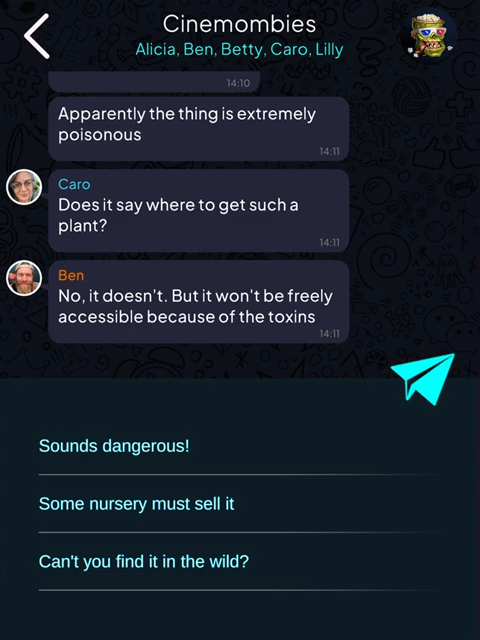 Cinemombies
Alicia, Ben, Betty, Caro, Lilly
14:10
Apparently the thing is extremely
poisonous
14:11
Caro
Does it say where to get such a
plant?
14:11
Ben
No, it doesn't. But it won't be freely
accessible because of the toxins
14:11
Sounds dangerous!
Some nursery must sell it
Can't you find it in the wild?